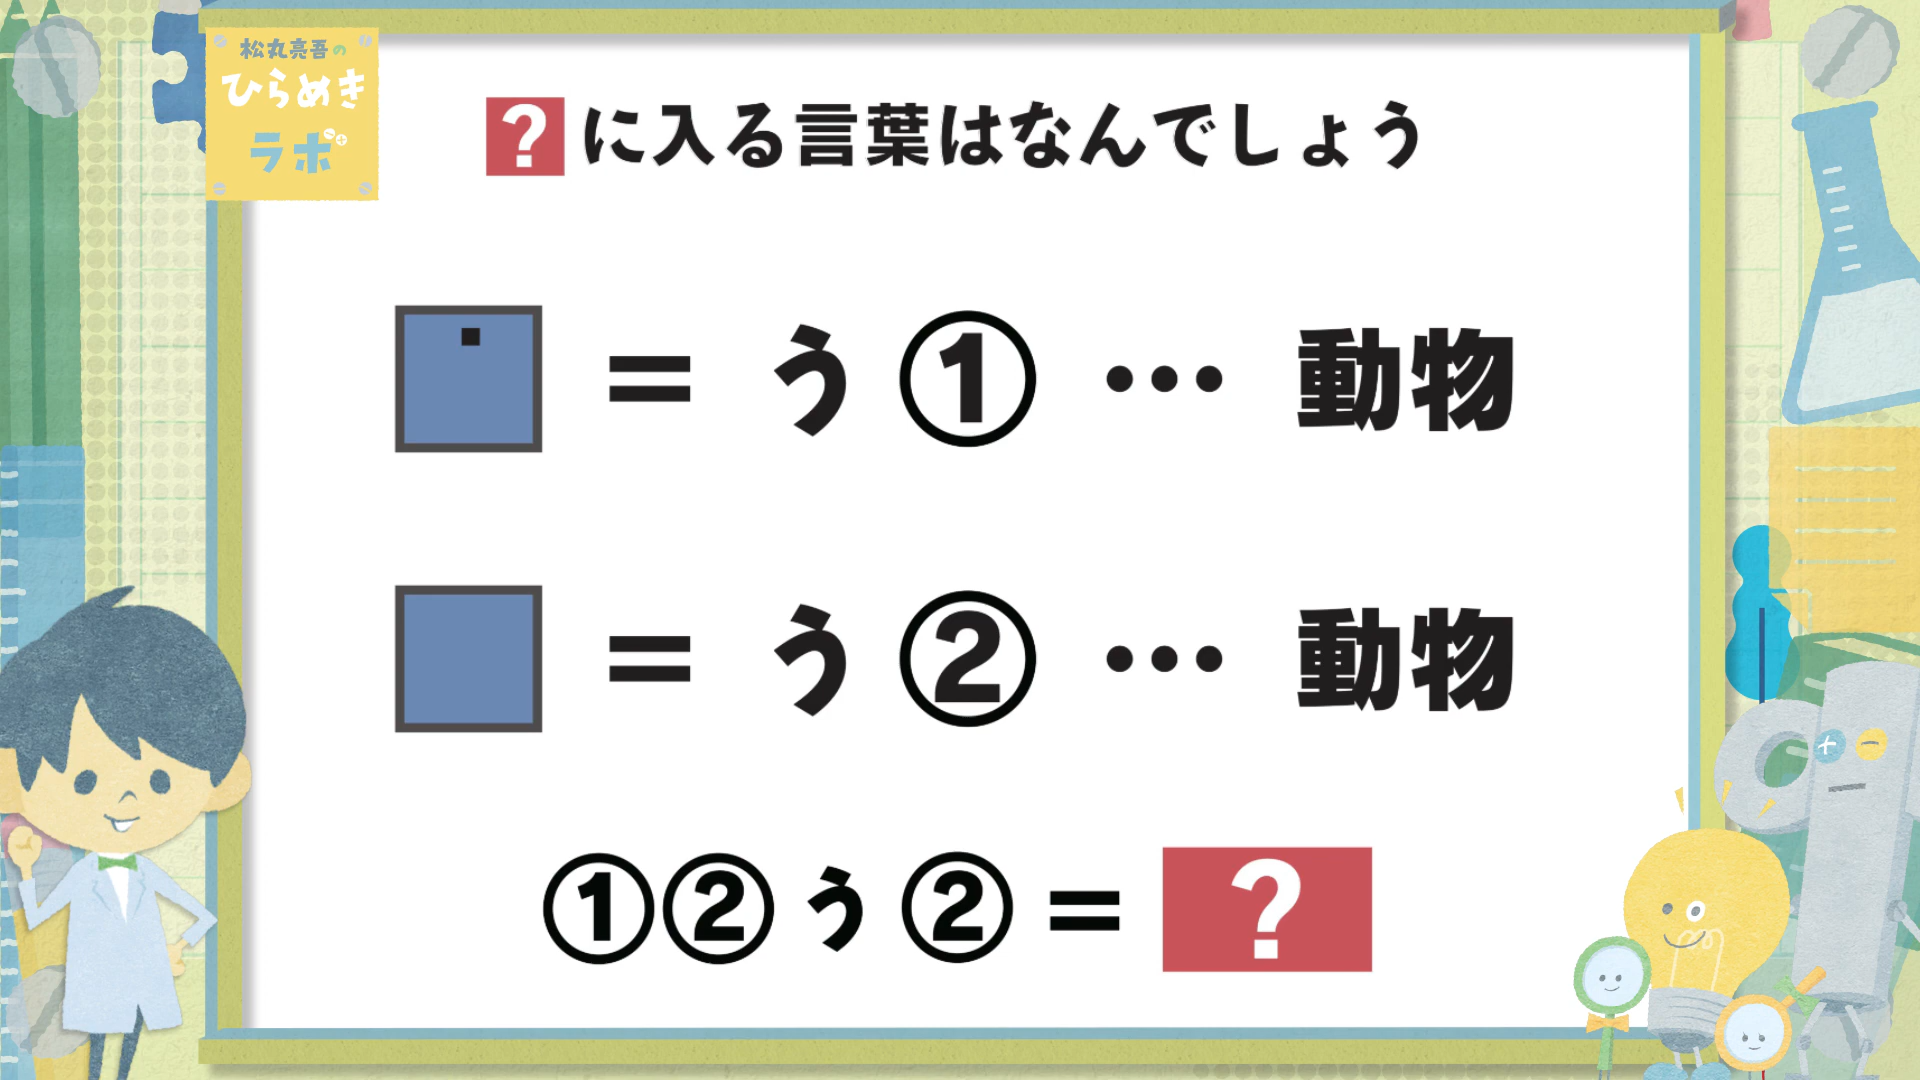 松丸亮吾の
ひらめき
ラボ
?に入る言葉はなんでしょう
= う ① … 動物
= う ② … 動物
①②う② = ?